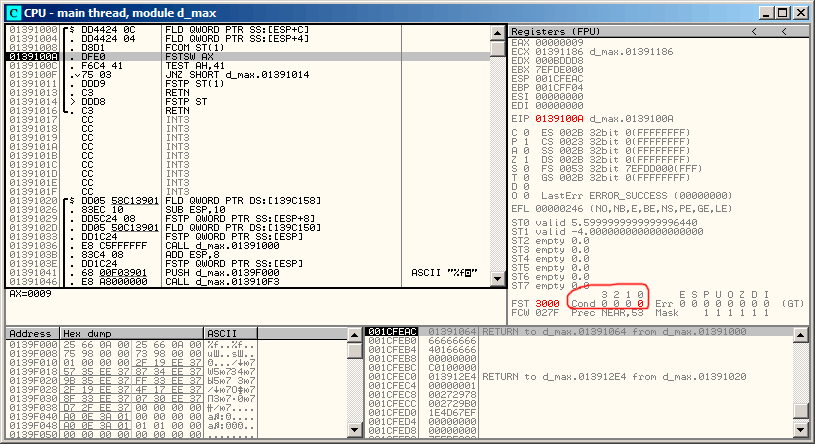 CPU - main thread, module d_max
01391000 DD4424 0C FLD QWORD PTR SS:[ESP+C]
01391004 DD4424 04 FLD QWORD PTR SS:[ESP+4]
01391008 D8D1 FCOM ST(1)
0139100A DFE0 FSTSW AX
0139100C F6C4 41 TEST AH,41
0139100F 75 03 JNZ SHORT d_max.01391014
01391011 DDD9 FSTP ST(1)
01391013 C3 RETN
01391014 DDD8 FSTP ST
01391016 C3 RETN
01391017 CC INT3
01391018 CC INT3
01391019 CC INT3
0139101A CC INT3
0139101B CC INT3
0139101C CC INT3
0139101D CC INT3
0139101E CC INT3
0139101F CC INT3
01391020 DD05 58C13901 FLD QWORD PTR DS:[139C158]
01391026 83EC 10 SUB ESP,10
01391029 DD5C24 08 FSTP QWORD PTR SS:[ESP+8]
0139102D DD05 50C13901 FLD QWORD PTR DS:[139C150]
01391033 DD1C24 FSTP QWORD PTR SS:[ESP]
01391036 E8 C5FFFFFF CALL d_max.01391000
0139103B 83C4 08 ADD ESP,8
0139103E DD1C24 FSTP QWORD PTR SS:[ESP]
01391041 68 00F03901 PUSH d_max.0139F000 ASCII "%f
01391046 E8 A8000000 CALL d_max.013910F3
AX=0009
Registers (FPU) < <
EAX 00000009
ECX 01391186 d_max.01391186
EDX 000BDDD8
EBX 7EFDE000
ESP 001CFEAC
EBP 001CFF04
ESI 00000000
EDI 00000000
EIP 0139100A d_max.0139100A
C 0 ES 002B 32bit 0(FFFFFFFF)
P 1 CS 0023 32bit 0(FFFFFFFF)
A 0 SS 002B 32bit 0(FFFFFFFF)
Z 1 DS 002B 32bit 0(FFFFFFFF)
S 0 FS 0053 32bit 7EFDD000(FFF)
T 0 GS 002B 32bit 0(FFFFFFFF)
D 0
O 0 LastErr ERROR_SUCCESS (00000000)
EFL 00000246 (NO,NB,E,BE,NS,PE,GE,LE)
ST0 valid 5.5999999999999996440
ST1 valid -4.0000000000000000000
ST2 empty 0.0
ST3 empty 0.0
ST4 empty 0.0
ST5 empty 0.0
ST6 empty 0.0
ST7 empty 0.0
3 2 1 0 E S P U O Z D I
FST 3000 Cond 0 0 0 0 Err 0 0 0 0 0 0 0 0 (GT)
FCW 027F Prec NEAR,53 Mask 1 1 1 1 1 1
Address Hex dump ASCII
0139F000 25 66 0A 00 25 66 0A 00 %f..%f..
0139F008 75 98 00 00 73 98 00 00
0139F010 01 00 00 00 2F 19 EE 37
0139F018 57 35 EE 37 87 34 EE 37
0139F020 9B 35 EE 37 FF 33 EE 37
0139F028 2F 19 EE 37 4F 17 EE 37
0139F030 8F 33 EE 37 07 30 EE 37
0139F038 D7 2F EE 37 00 00 00 00
0139F040 A0 0E 3A 01 00 00 00 00
0139F048 A0 0E 3A 01 01 00 00 00
0139F050 00 00 00 00 00 00 00 00
001CFEAC 01391064 RETURN to d_max.01391064 from d_max.01391000
001CFEB0 66666666
001CFEB4 40166666
001CFEB8 00000000
001CFEBC C0100000
001CFEC0 013912E4 RETURN to d_max.013912E4 from d_max.01391020
001CFEC4 00000001
001CFEC8 00272978
001CFECC 002729B0
001CFED0 1E4D67EF
001CFED4 00000000
001CFED8 00000000